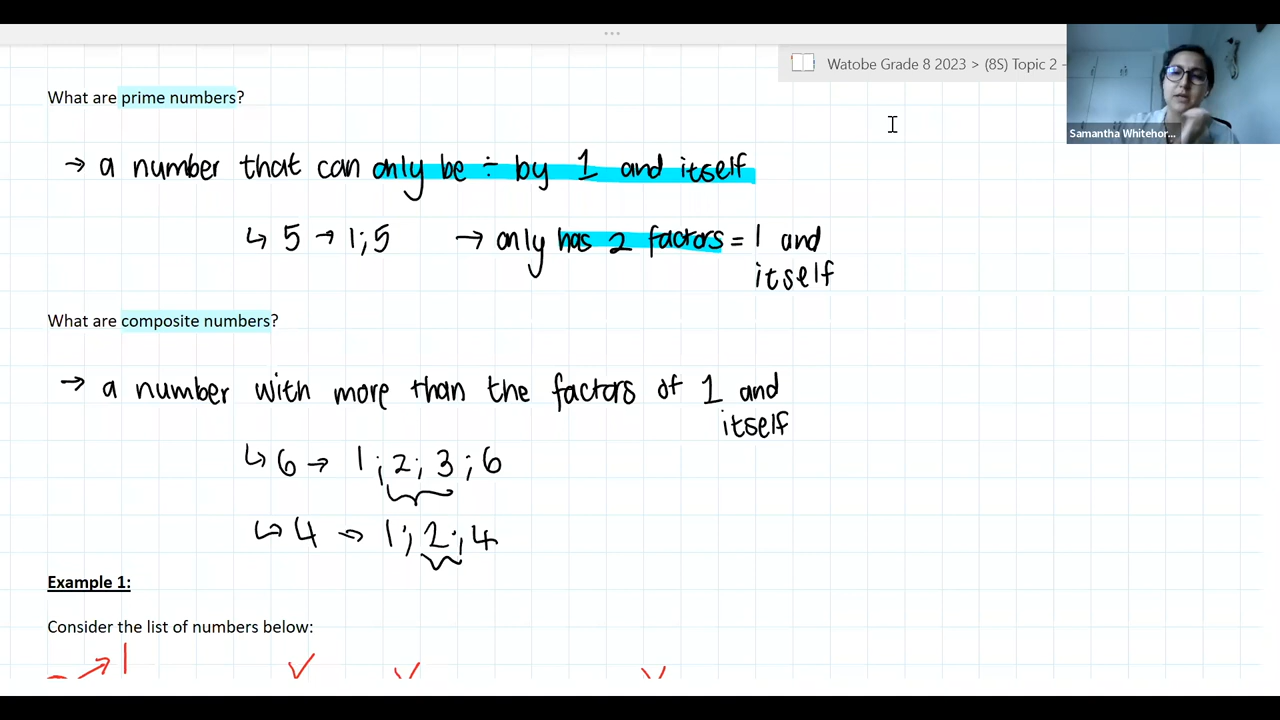 Watobe Grade 8 2023 > (8S) Topic 2 -
Samantha Whitehor...
What are prime numbers?
→ a number that can only be ÷ by 1 and itself
↳ 5 → 1;5 → only has 2 factors = 1 and
itself
What are composite numbers?
→ a number with more than the factors of 1 and
itself
↳ 6 → 1;2;3;6
↳ 4 → 1;2;4
Example 1:
Consider the list of numbers below:
→ 1